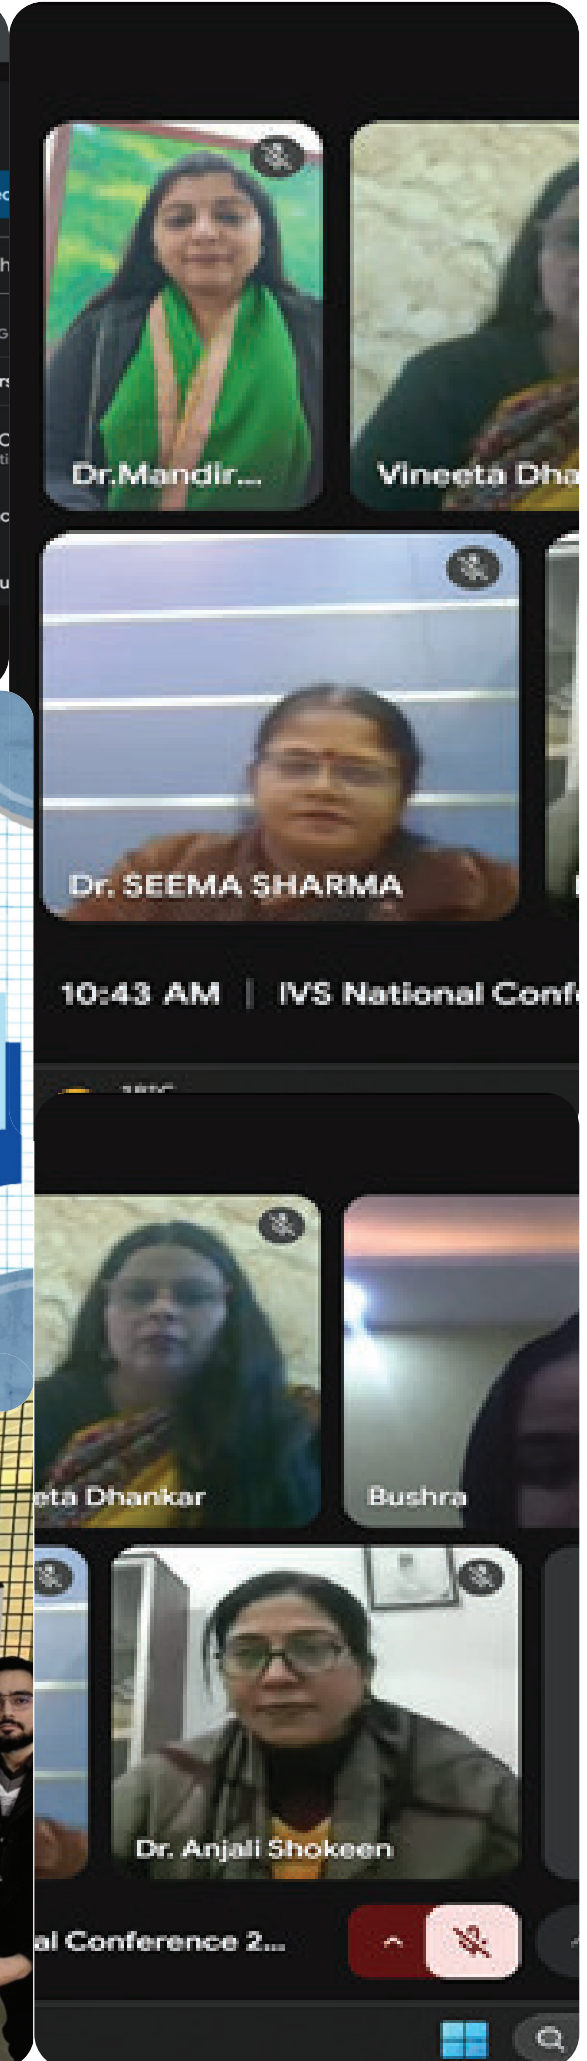 Dr.Mandir...
Vineeta Dha
Dr. SEEMA SHARMA
10:43 AM | IVS National Conf
eta Dhankar
Bushra
Dr. Anjali Shokeen
al Conference 2...